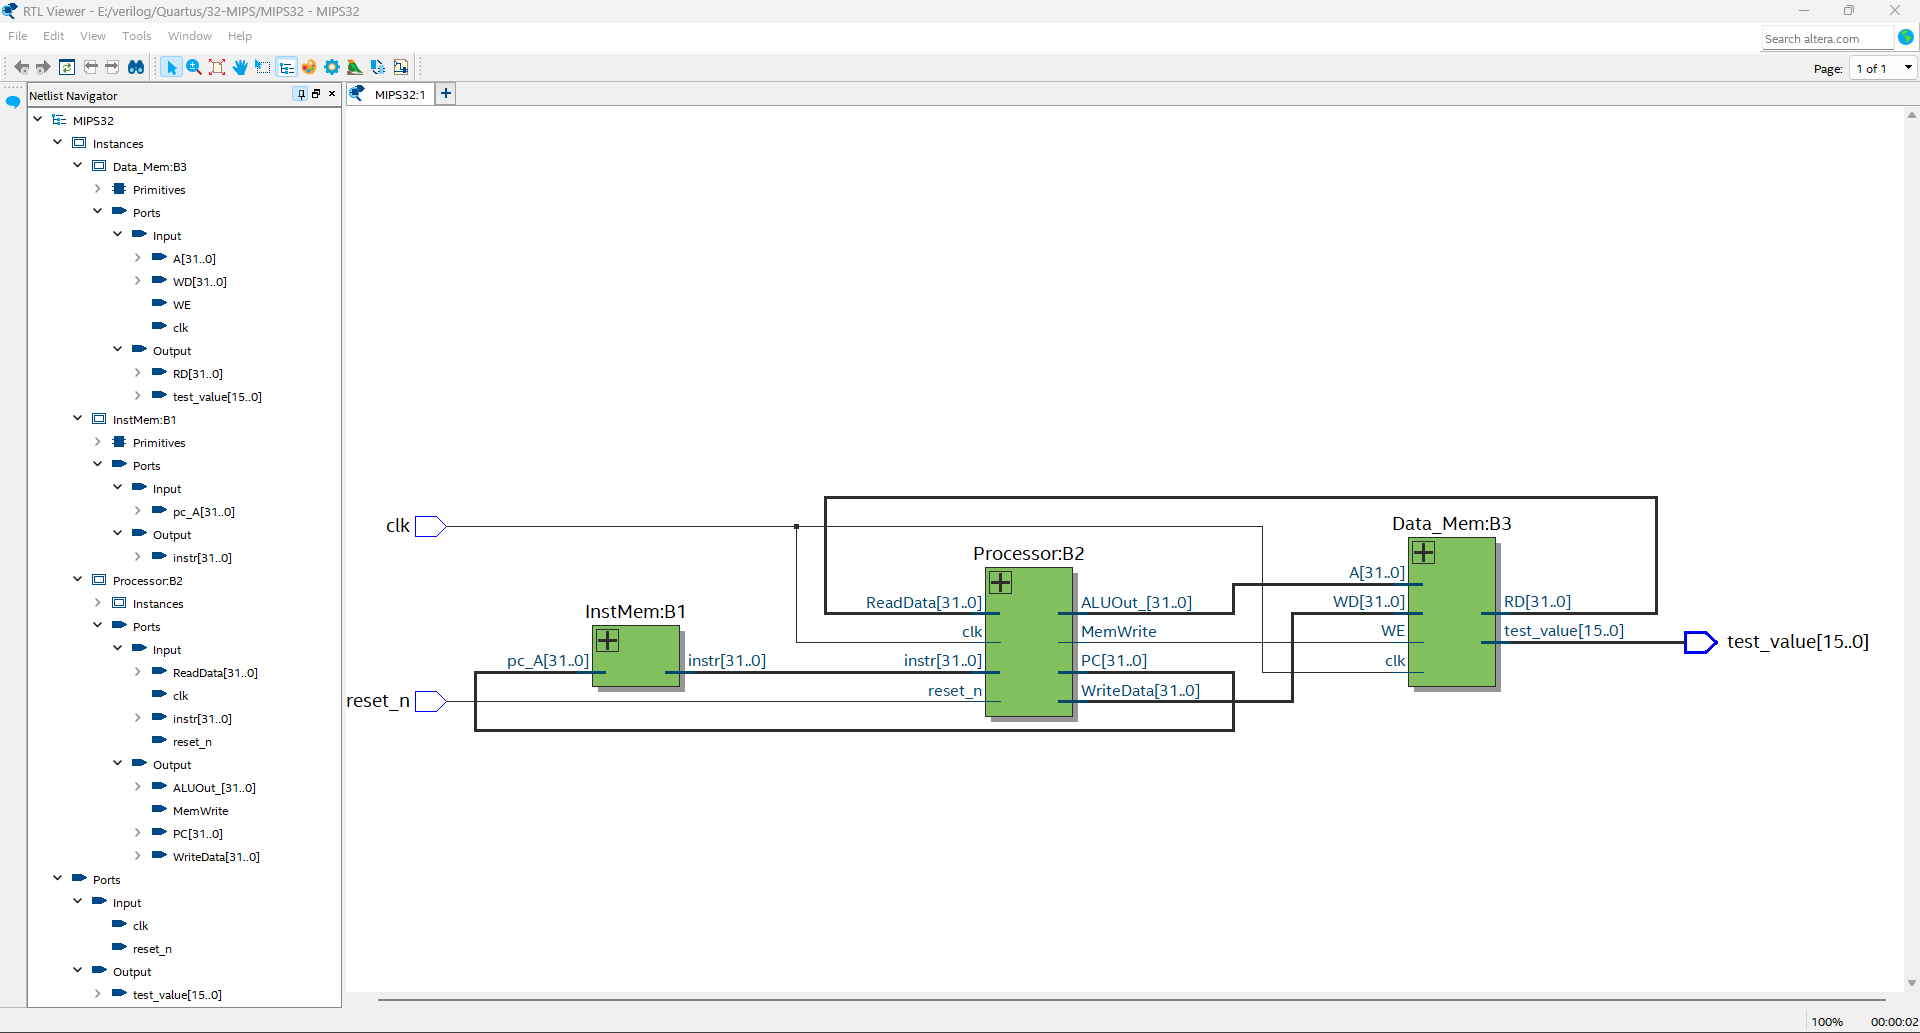 RTL Viewer - E:/verilog/Quartus/32-MIPS/MIPS32 - MIPS32
File Edit View Tools Window Help
Search altera.com
Page: 1 of 1
Netlist Navigator
MIPS32:1
MIPS32
Instances
Data_Mem:B3
Primitives
Ports
Input
A[31..0]
WD[31..0]
WE
clk
Output
RD[31..0]
test_value[15..0]
InstMem:B1
Primitives
Ports
Input
pc_A[31..0]
Output
instr[31..0]
Processor:B2
Instances
Ports
Input
ReadData[31..0]
clk
instr[31..0]
reset_n
Output
ALUOut_[31..0]
MemWrite
PC[31..0]
WriteData[31..0]
Ports
Input
clk
reset_n
Output
test_value[15..0]
clk
reset_n
InstMem:B1
pc_A[31..0]
instr[31..0]
Processor:B2
ReadData[31..0]
clk
instr[31..0]
reset_n
ALUOut_[31..0]
MemWrite
PC[31..0]
WriteData[31..0]
Data_Mem:B3
A[31..0]
WD[31..0]
WE
clk
RD[31..0]
test_value[15..0]
test_value[15..0]
100% 00:00:02